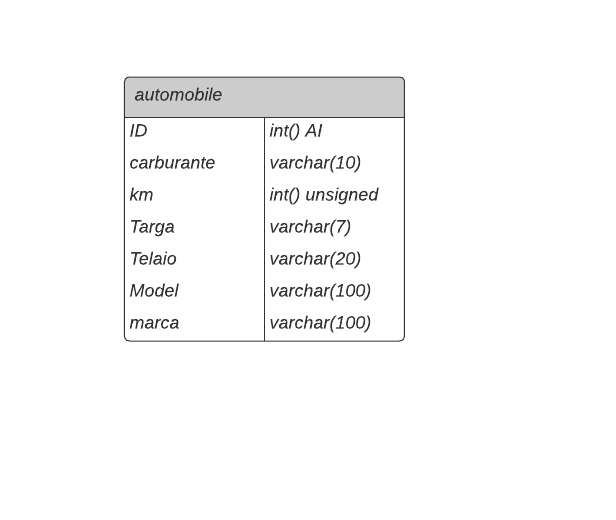 automobile
ID int() AI
carburante varchar(10)
km int() unsigned
Targa varchar(7)
Telaio varchar(20)
Model varchar(100)
marca varchar(100)